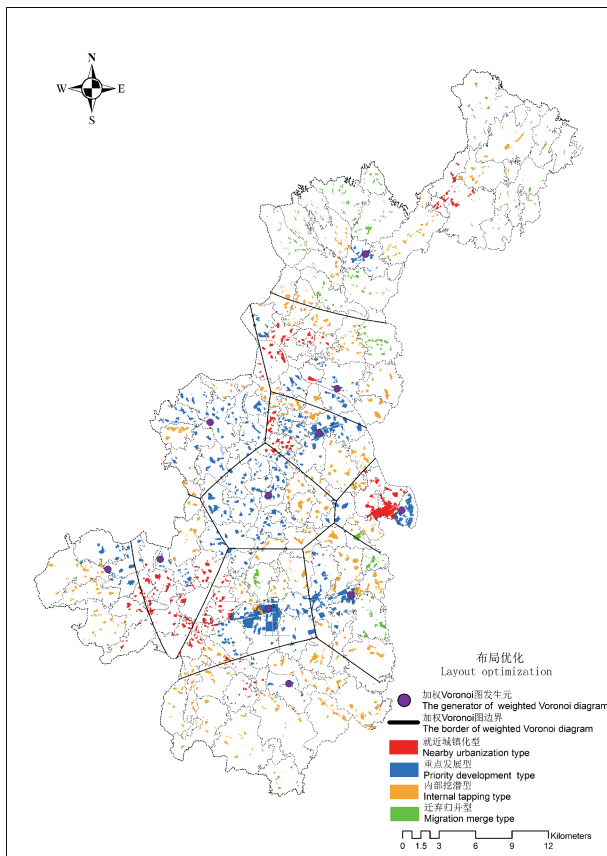 N
W E
S
布局优化
Layout optimization
加权Voronoi图发生元
The generator of weighted Voronoi diagram
加权Voronoi图边界
The border of weighted Voronoi diagram
就近城镇化型
Nearby urbanization type
重点发展型
Priority development type
内部挖潜型
Internal tapping type
迁弃归并型
Migration merge type
Kilometers
0 1.5 3 6 9 12